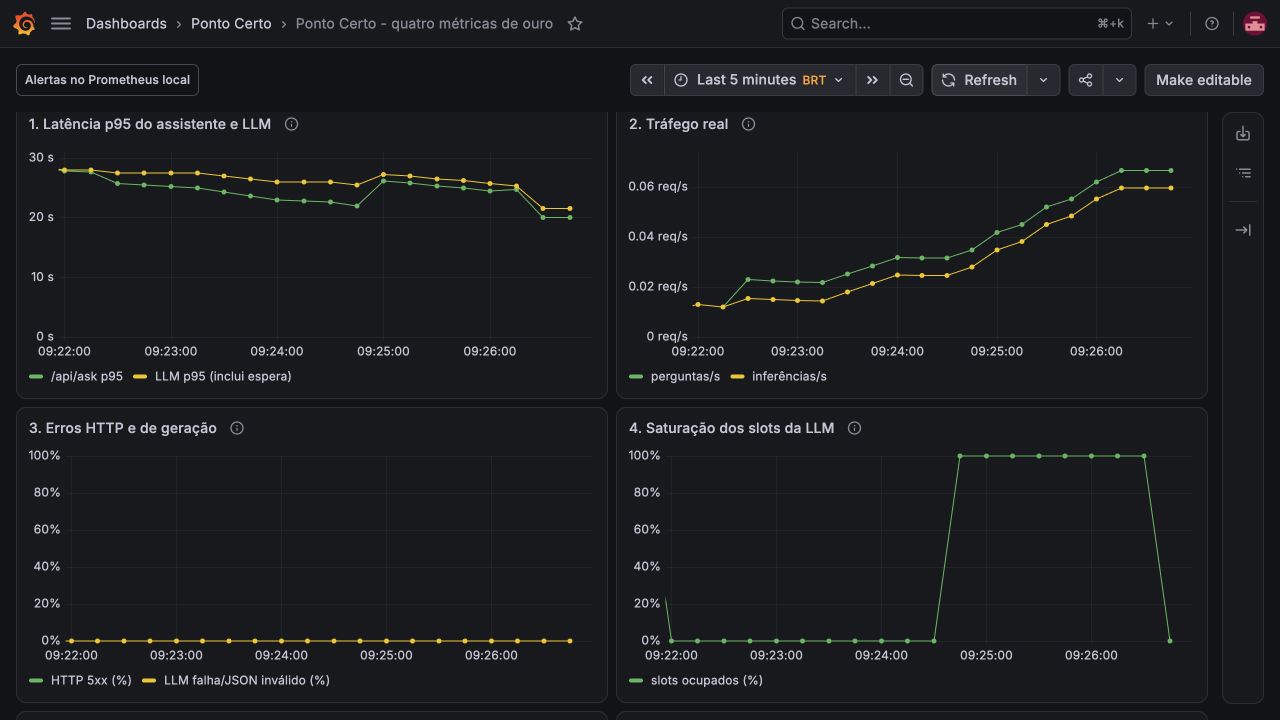 Dashboards › Ponto Certo › Ponto Certo - quatro métricas de ouro
Search... ⌘+k
Alertas no Prometheus local
Last 5 minutes BRT
Refresh
Make editable
1. Latência p95 do assistente e LLM
30 s
20 s
10 s
0 s
09:22:00 09:23:00 09:24:00 09:25:00 09:26:00
/api/ask p95 LLM p95 (inclui espera)
2. Tráfego real
0.06 req/s
0.04 req/s
0.02 req/s
0 req/s
09:22:00 09:23:00 09:24:00 09:25:00 09:26:00
perguntas/s inferências/s
3. Erros HTTP e de geração
100%
80%
60%
40%
20%
0%
09:22:00 09:23:00 09:24:00 09:25:00 09:26:00
HTTP 5xx (%) LLM falha/JSON inválido (%)
4. Saturação dos slots da LLM
100%
80%
60%
40%
20%
0%
09:22:00 09:23:00 09:24:00 09:25:00 09:26:00
slots ocupados (%)